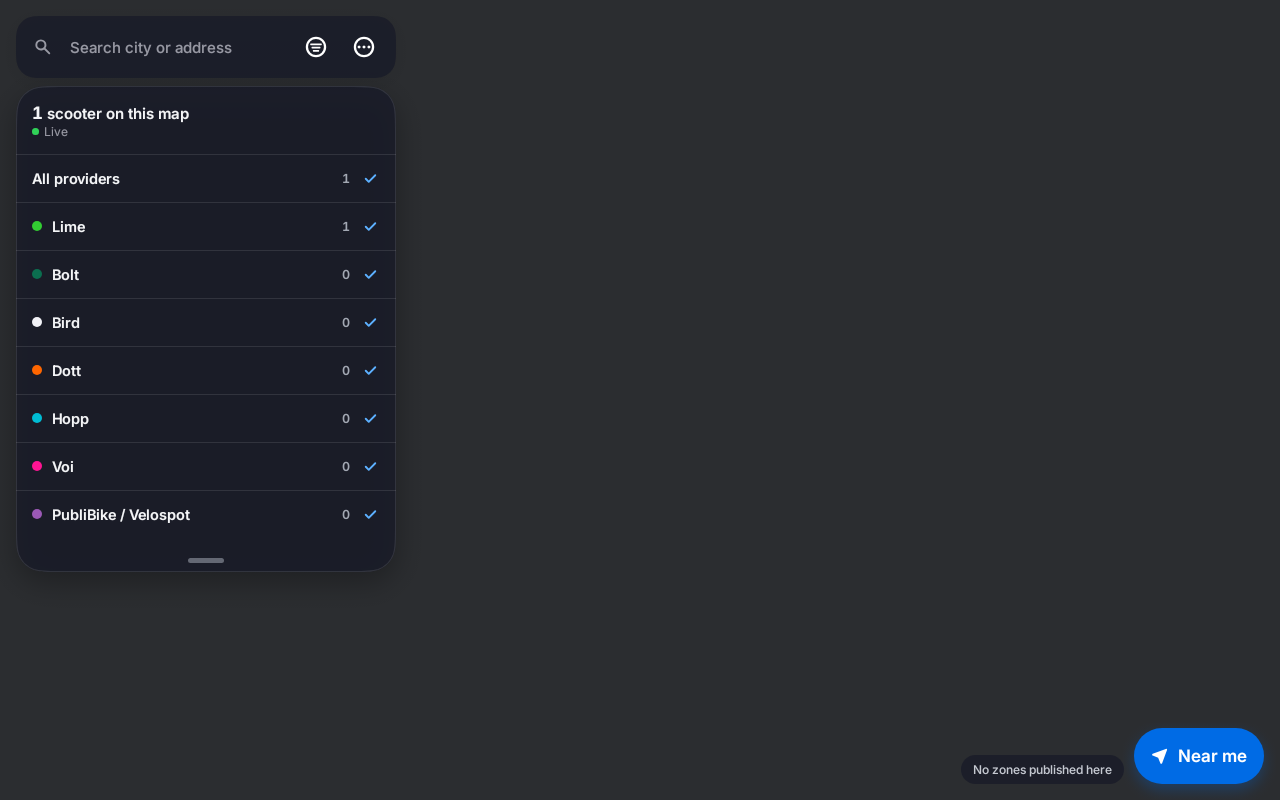 Search city or address
1 scooter on this map
Live
All providers 1
Lime 1
Bolt 0
Bird 0
Dott 0
Hopp 0
Voi 0
PubliBike / Velospot 0
No zones published here
Near me